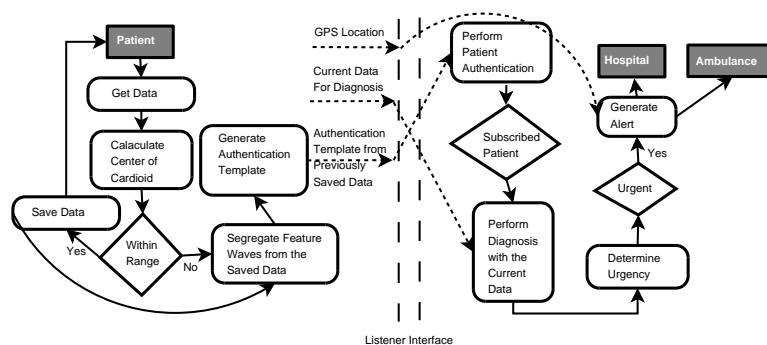 Patient
Get Data
Calaculate
Center of
Cardioid
Save Data
Yes
Within
Range
No
Generate
Authentication
Template
Segregate Feature
Waves from the
Saved Data
GPS Location
Current Data
For Diagnosis
Authentication
Template from
Previously
Saved Data
Listener Interface
Perform
Patient
Authentication
Subscribed
Patient
Perform
Diagnosis
with the
Current
Data
Hospital
Ambulance
Generate
Alert
Yes
Urgent
Determine
Urgency